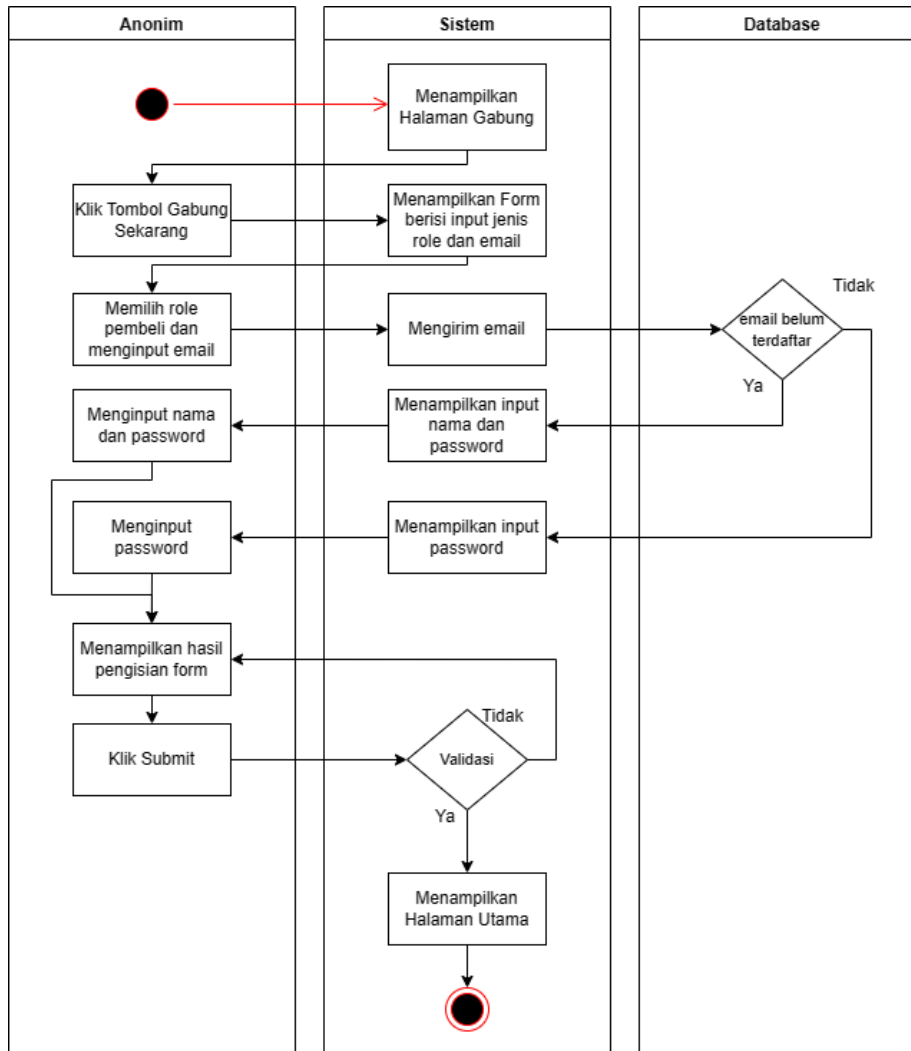 Anonim
Sistem
Database
Menampilkan
Halaman Gabung
Klik Tombol Gabung
Sekarang
Menampilkan Form
berisi input jenis
role dan email
Memilih role
pembeli dan
menginput email
Mengirim email
email belum
terdaftar
Tidak
Ya
Menampilkan input
nama dan
password
Menginput nama
dan password
Menampilkan input
password
Menginput
password
Menampilkan hasil
pengisian form
Klik Submit
Validasi
Tidak
Ya
Menampilkan
Halaman Utama